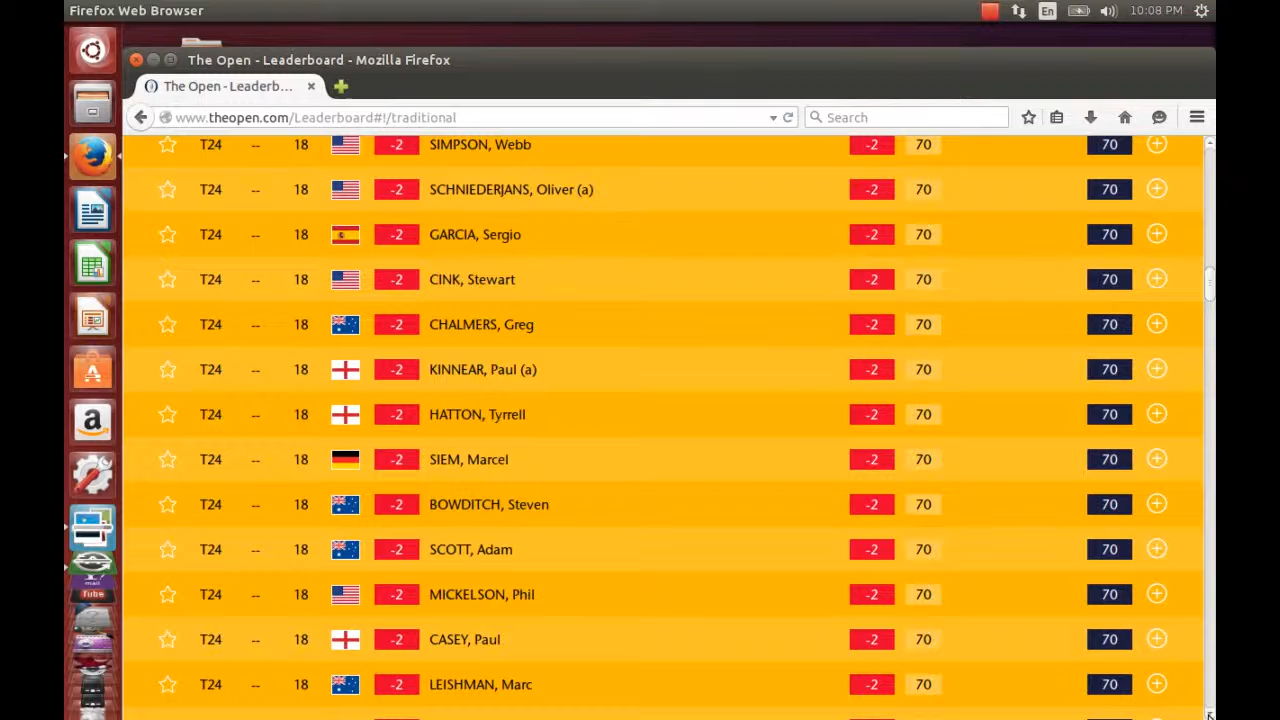 Firefox Web Browser En 10:08 PM
The Open - Leaderboard - Mozilla Firefox
The Open - Leaderb...
www.theopen.com/Leaderboard#!/traditional Search
T24 -- 18 -2 SIMPSON, Webb -2 70 70
T24 -- 18 -2 SCHNIEDERJANS, Oliver (a) -2 70 70
T24 -- 18 -2 GARCIA, Sergio -2 70 70
T24 -- 18 -2 CINK, Stewart -2 70 70
T24 -- 18 -2 CHALMERS, Greg -2 70 70
T24 -- 18 -2 KINNEAR, Paul (a) -2 70 70
T24 -- 18 -2 HATTON, Tyrrell -2 70 70
T24 -- 18 -2 SIEM, Marcel -2 70 70
T24 -- 18 -2 BOWDITCH, Steven -2 70 70
T24 -- 18 -2 SCOTT, Adam -2 70 70
T24 -- 18 -2 MICKELSON, Phil -2 70 70
T24 -- 18 -2 CASEY, Paul -2 70 70
T24 -- 18 -2 LEISHMAN, Marc -2 70 70
a
Tube